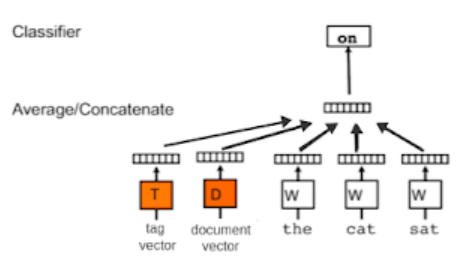 Classifier
on
Average/Concatenate
T D W W W
tag document the cat sat
vector vector